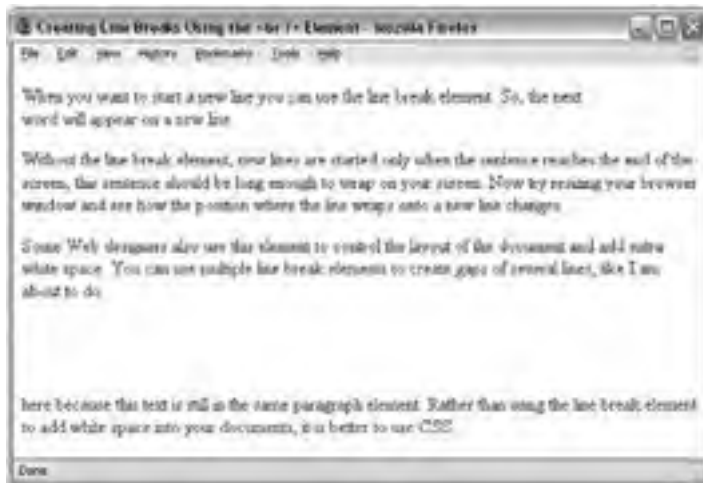 Creating Line Breaks Using the <br /> Element - Mozilla Firefox
File Edit View History Bookmarks Tools Help
When you want to start a new line you can use the line break element. So, the next
word will appear on a new line.
Without the line break element, new lines are started only when the sentence reaches the end of the
screen, this sentence should be long enough to wrap on your screen. Now try resizing your browser
window and see how the position where the line wraps onto a new line changes.
Some Web designers also use this element to control the layout of the document and add extra
white space. You can use multiple line break elements to create gaps of several lines, like I am
about to do
here because this text is still in the same paragraph element. Rather than using the line break element
to add white space into your documents, it is better to use CSS.
Done